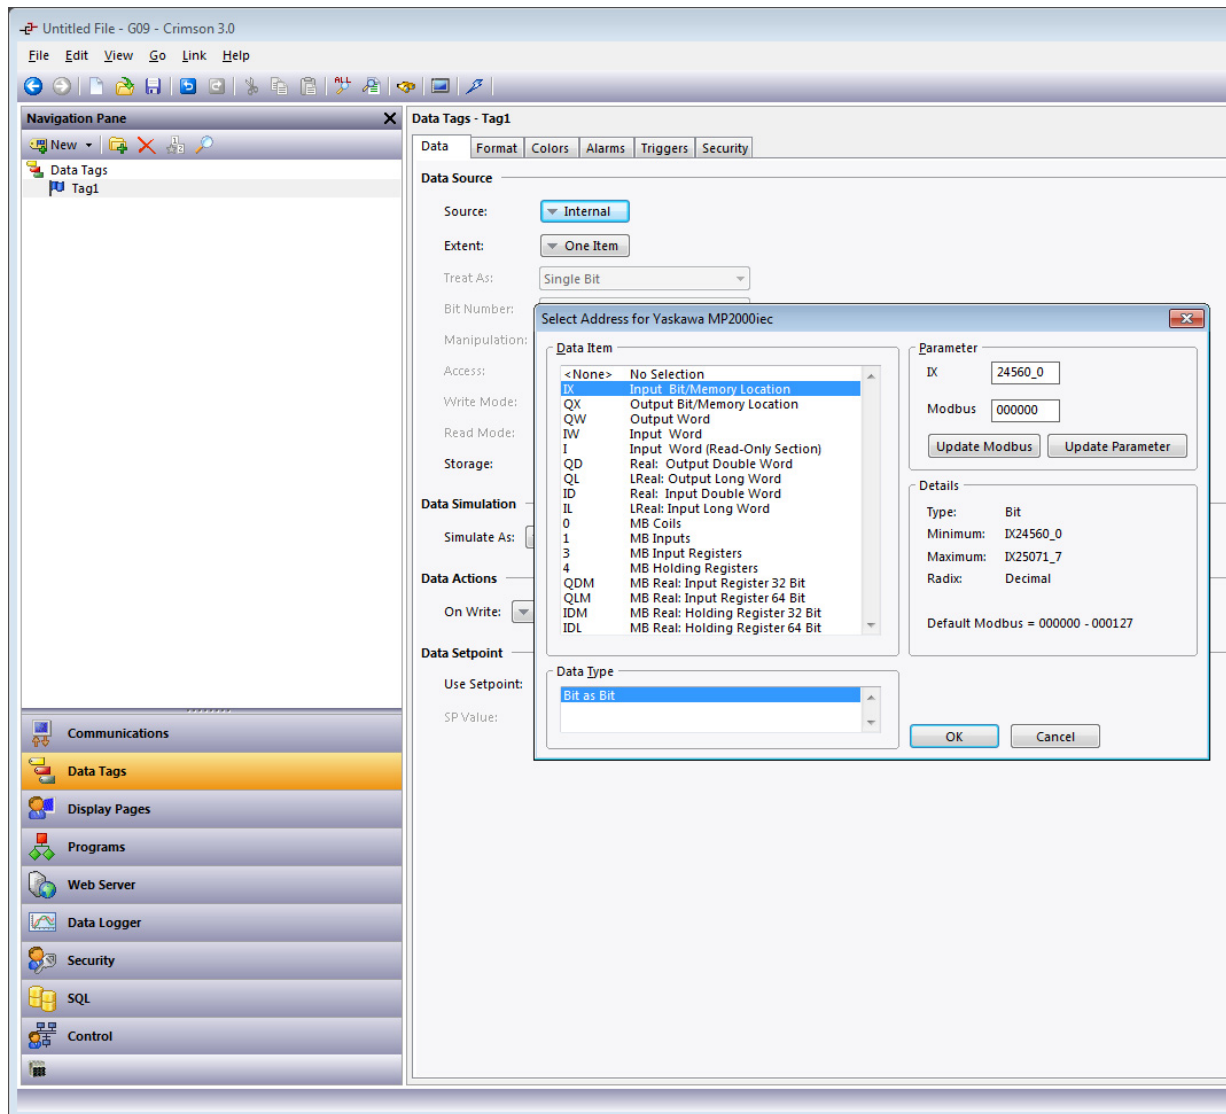 Untitled File - G09 - Crimson 3.0
File Edit View Go Link Help
Navigation Pane
New
Data Tags
Tag1
Communications
Data Tags
Display Pages
Programs
Web Server
Data Logger
Security
SQL
Control
Data Tags - Tag1
Data Format Colors Alarms Triggers Security
Data Source
Source: Internal
Extent: One Item
Treat As: Single Bit
Bit Number:
Manipulation:
Access:
Write Mode:
Read Mode:
Storage:
Data Simulation
Simulate As:
Data Actions
On Write:
Data Setpoint
Use Setpoint:
SP Value:
Select Address for Yaskawa MP2000iec
Data Item
<None> No Selection
IX Input Bit/Memory Location
QX Output Bit/Memory Location
QW Output Word
IW Input Word
I Input Word (Read-Only Section)
QD Real: Output Double Word
QL LReal: Output Long Word
ID Real: Input Double Word
IL LReal: Input Long Word
0 MB Coils
1 MB Inputs
3 MB Input Registers
4 MB Holding Registers
QDM MB Real: Input Register 32 Bit
QLM MB Real: Input Register 64 Bit
IDM MB Real: Holding Register 32 Bit
IDL MB Real: Holding Register 64 Bit
Data Type
Bit as Bit
Parameter
IX 24560_0
Modbus 000000
Update Modbus Update Parameter
Details
Type: Bit
Minimum: IX24560_0
Maximum: IX25071_7
Radix: Decimal
Default Modbus = 000000 - 000127
OK Cancel